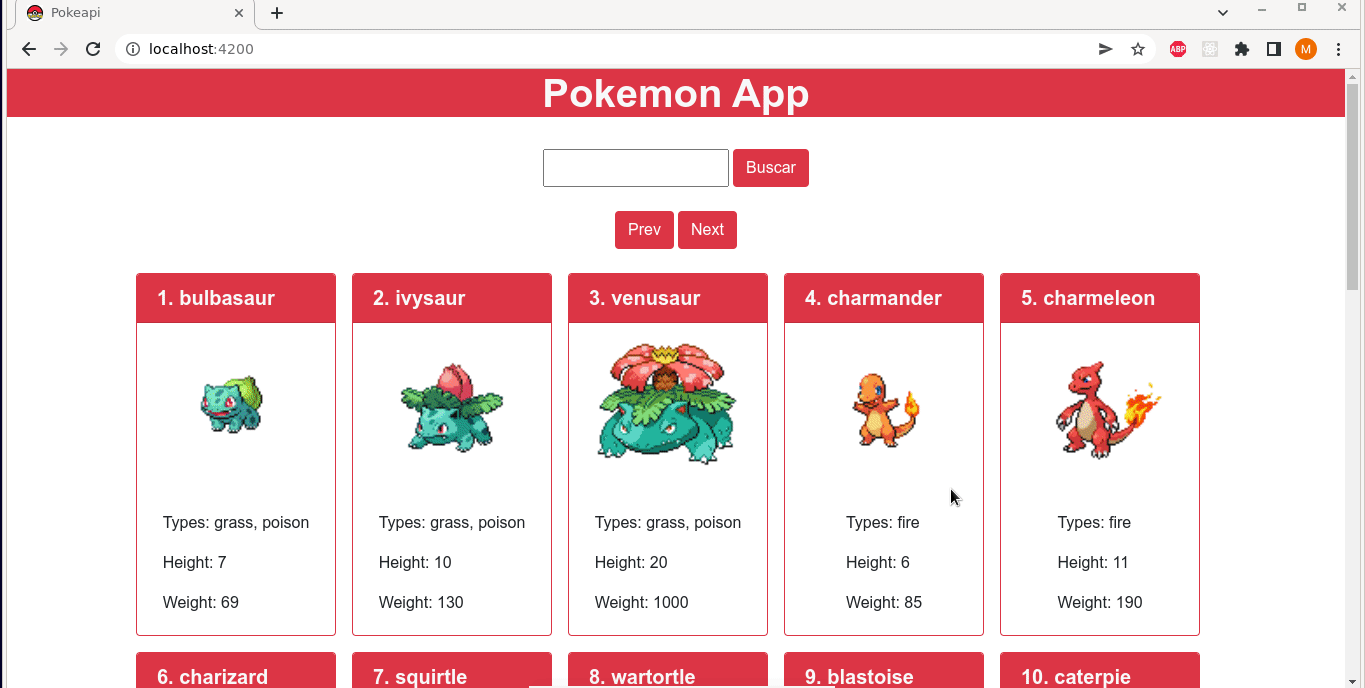 Pokeapi
localhost:4200
ABP
M
Pokemon App
Buscar
Prev Next
1. bulbasaur
2. ivysaur
3. venusaur
4. charmander
5. charmeleon
Types: grass, poison
Height: 7
Weight: 69
Types: grass, poison
Height: 10
Weight: 130
Types: grass, poison
Height: 20
Weight: 1000
Types: fire
Height: 6
Weight: 85
Types: fire
Height: 11
Weight: 190
6. charizard
7. squirtle
8. wartortle
9. blastoise
10. caterpie